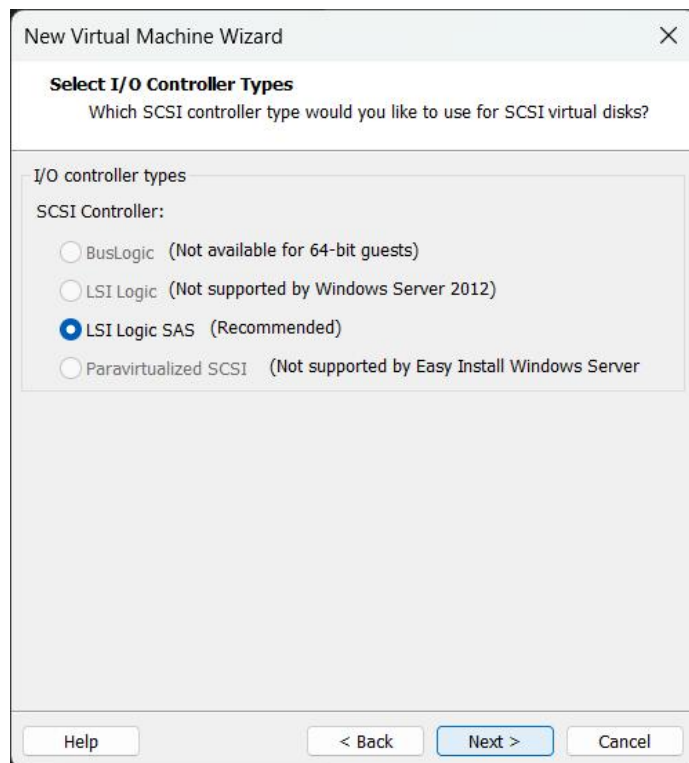 New Virtual Machine Wizard
Select I/O Controller Types
Which SCSI controller type would you like to use for SCSI virtual disks?
I/O controller types
SCSI Controller:
BusLogic (Not available for 64-bit guests)
LSI Logic (Not supported by Windows Server 2012)
LSI Logic SAS (Recommended)
Paravirtualized SCSI (Not supported by Easy Install Windows Server
Help < Back Next > Cancel